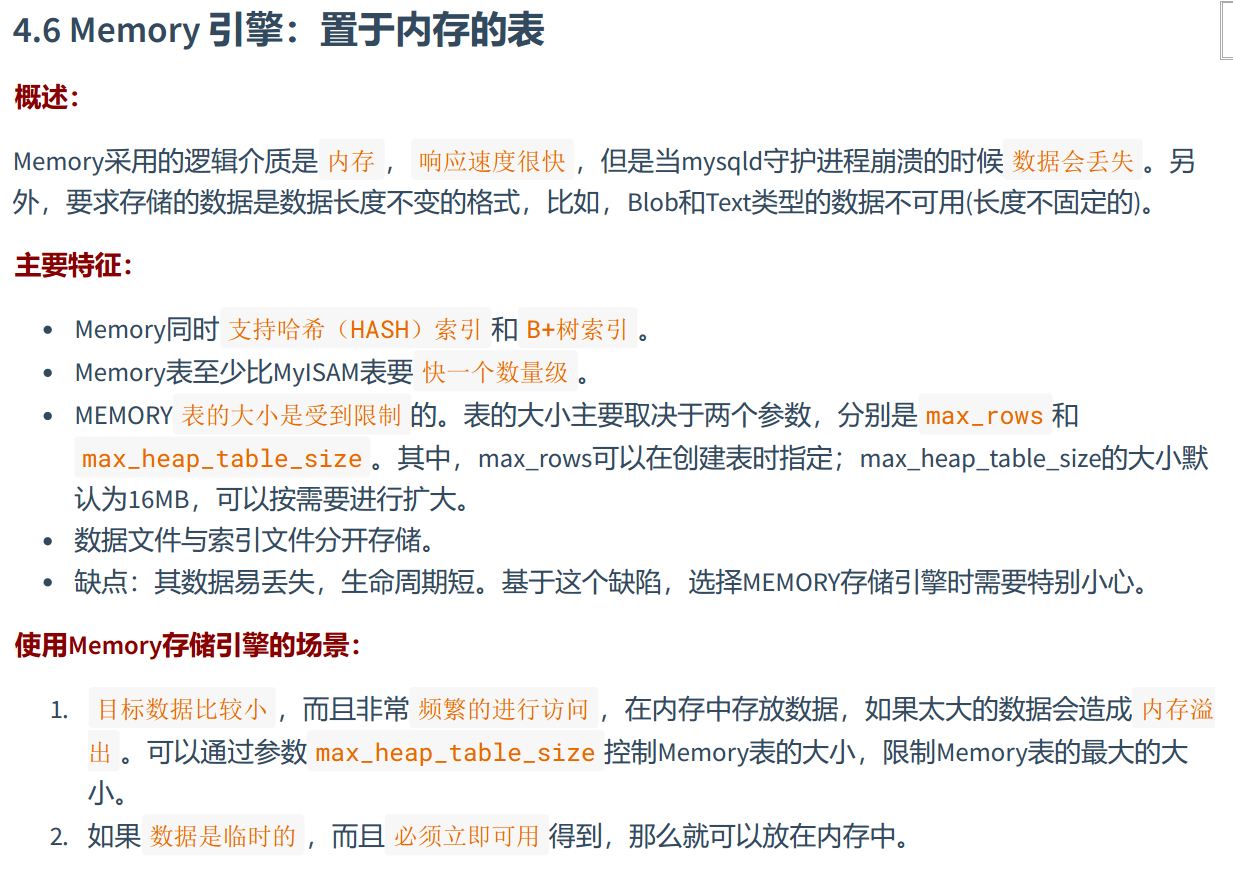 4.6 Memory 引擎：置于内存的表
概述：
Memory采用的逻辑介质是 内存 ， 响应速度很快 ，但是当mysqld守护进程崩溃的时候 数据会丢失 。另
外，要求存储的数据是数据长度不变的格式，比如，Blob和Text类型的数据不可用(长度不固定的)。
主要特征：
• Memory同时 支持哈希（HASH）索引 和 B+树索引 。
• Memory表至少比MyISAM表要 快一个数量级 。
• MEMORY 表的大小是受到限制 的。表的大小主要取决于两个参数，分别是 max_rows 和
max_heap_table_size 。其中，max_rows可以在创建表时指定；max_heap_table_size的大小默
认为16MB，可以按需要进行扩大。
• 数据文件与索引文件分开存储。
• 缺点：其数据易丢失，生命周期短。基于这个缺陷，选择MEMORY存储引擎时需要特别小心。
使用Memory存储引擎的场景：
1. 目标数据比较小 ，而且非常 频繁的进行访问 ，在内存中存放数据，如果太大的数据会造成 内存溢
出 。可以通过参数 max_heap_table_size 控制Memory表的大小，限制Memory表的最大的大
小。
2. 如果 数据是临时的 ，而且 必须立即可用 得到，那么就可以放在内存中。